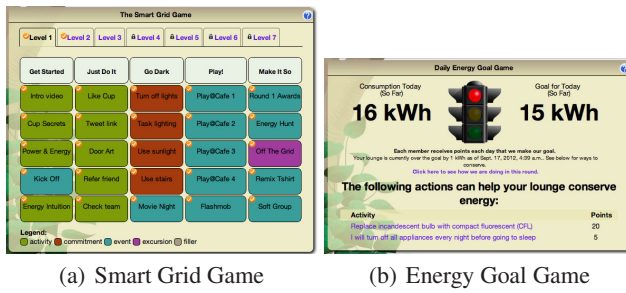 The Smart Grid Game
?
Level 1 Level 2 Level 3 Level 4 Level 5 Level 6 Level 7
Get Started Just Do It Go Dark Play! Make It So
Intro video Like Cup Turn off lights Play@Cafe 1 Round 1 Awards
Cup Secrets Tweet link Task lighting Play@Cafe 2 Energy Hunt
Power & Energy Door Art Use sunlight Play@Cafe 3 Off The Grid
Kick Off Refer friend Use stairs Play@Cafe 4 Remix Tshirt
Energy Intuition Check team Movie Night Flashmob Soft Group
Legend:
activity commitment event excursion filler
(a) Smart Grid Game
Daily Energy Goal Game
?
Consumption Today
(So Far)
16 kWh
Goal for Today
(So Far)
15 kWh
Each member receives points each day that we make our goal.
Your lounge is currently over the goal by 1 kWh as of Sept. 17, 2012, 4:39 a.m.. See below for ways to
conserve.
Click here to see how we are doing in this round.
The following actions can help your lounge conserve
energy:
Activity Points
Replace incandescent bulb with compact fluorescent (CFL) 20
I will turn off all appliances every night before going to sleep 5
(b) Energy Goal Game